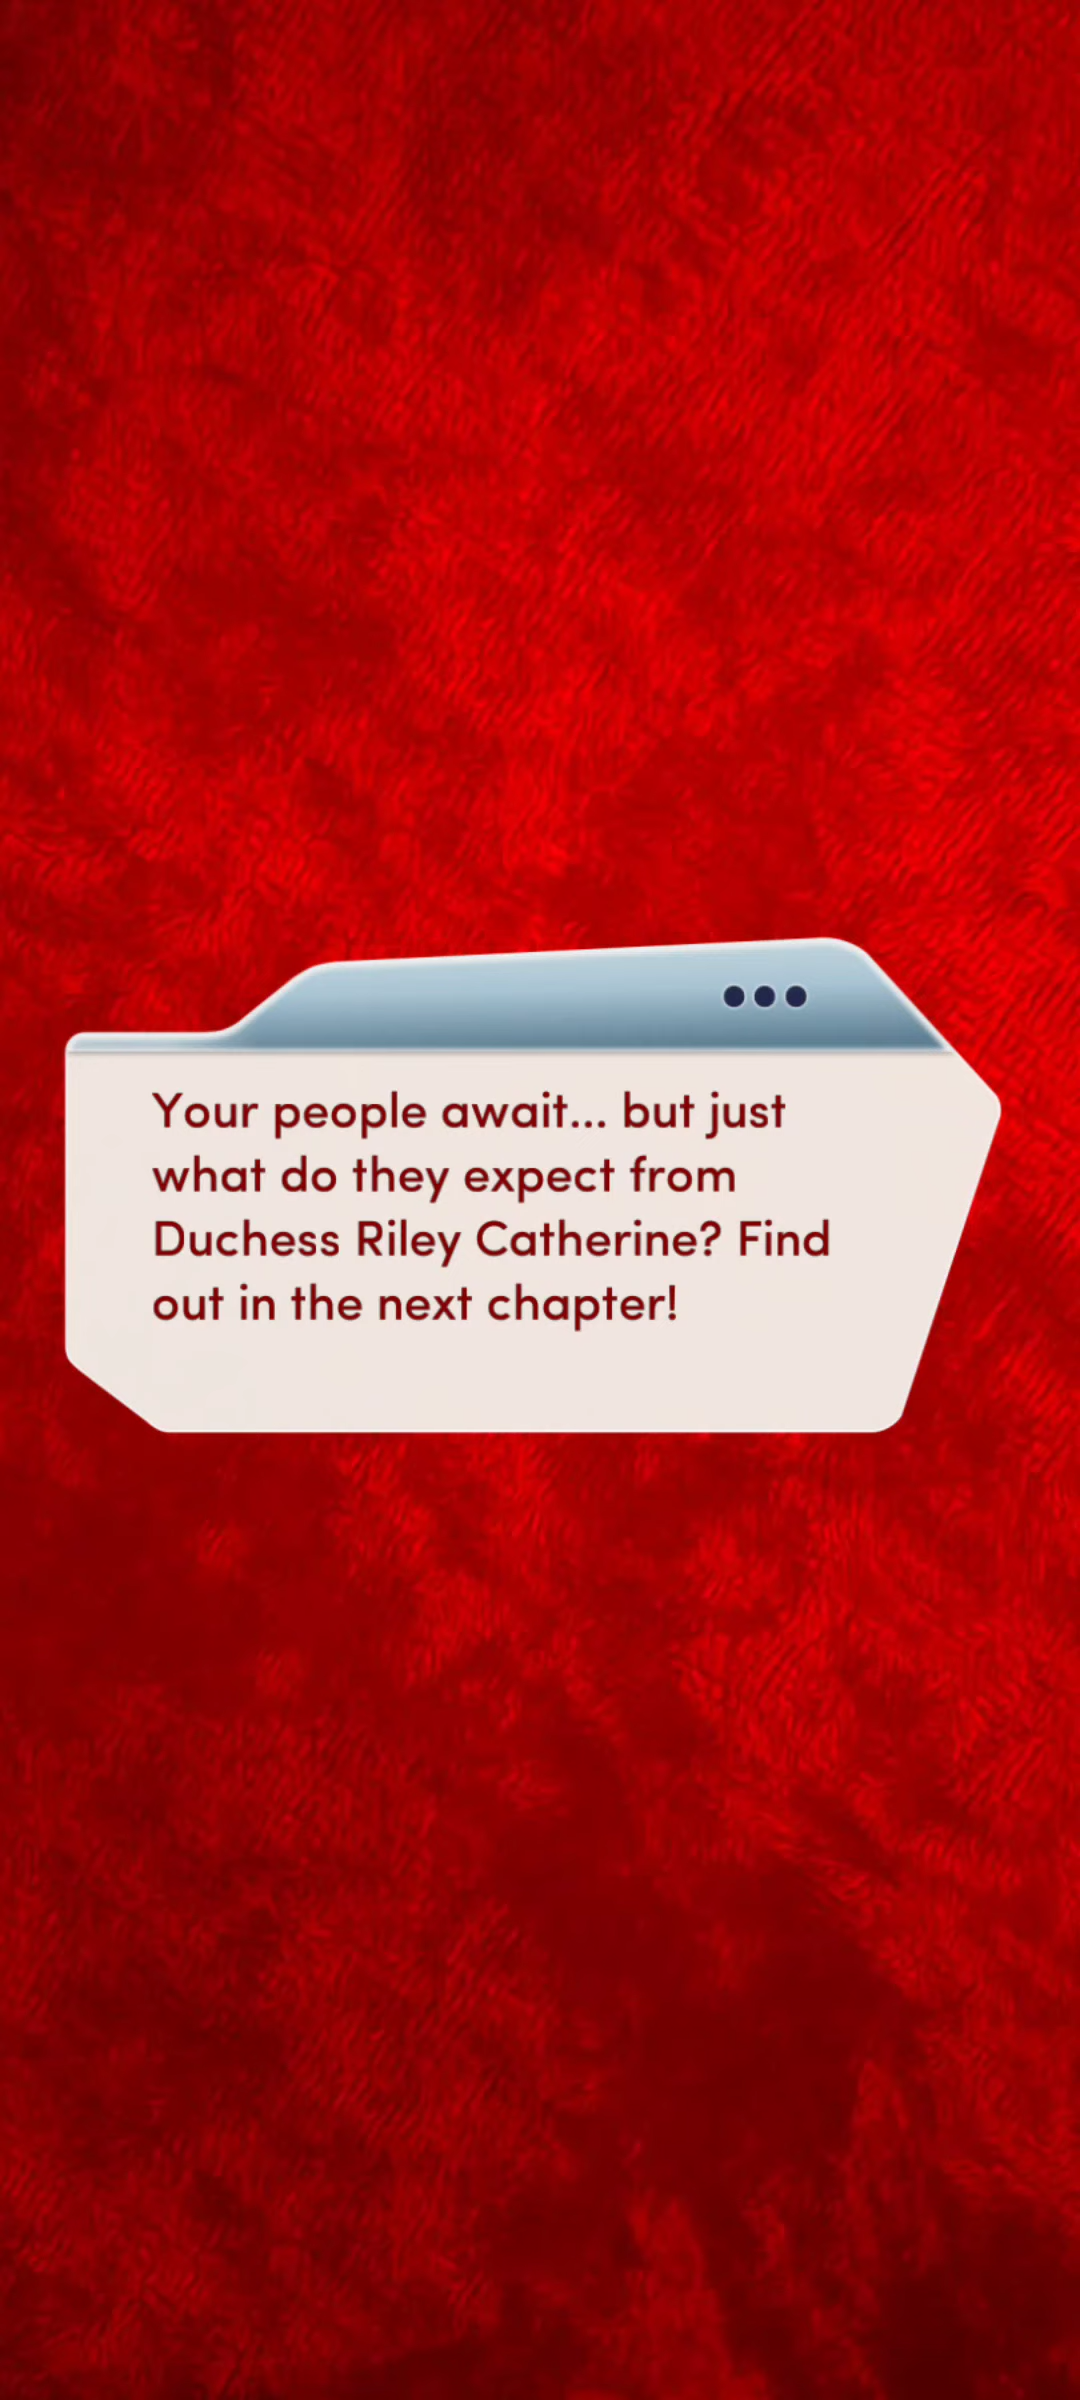 Your people await... but just
what do they expect from
Duchess Riley Catherine? Find
out in the next chapter!